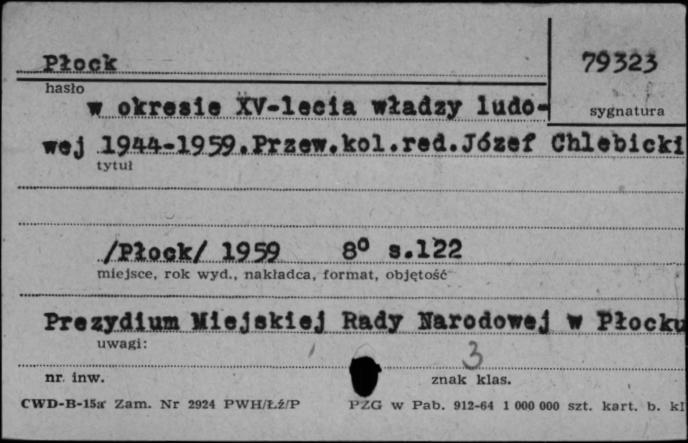 Płock
79323
hasło
w okresie XV-lecia władzy ludo-
sygnatura
wej 1944-1959.Przew.kol.red.Józef Chlebicki
tytuł
/Płock/ 1959 8° s.122
miejsce, rok wyd., nakładca, format, objętość
Prezydium Miejskiej Rady Narodowej w Płocku
uwagi:
3
nr. inw.
znak klas.
CWD-B-15a Zam. Nr 2924 PWH/Łź/P
PZG w Pab. 912-64 1 000 000 szt. kart. b. kl